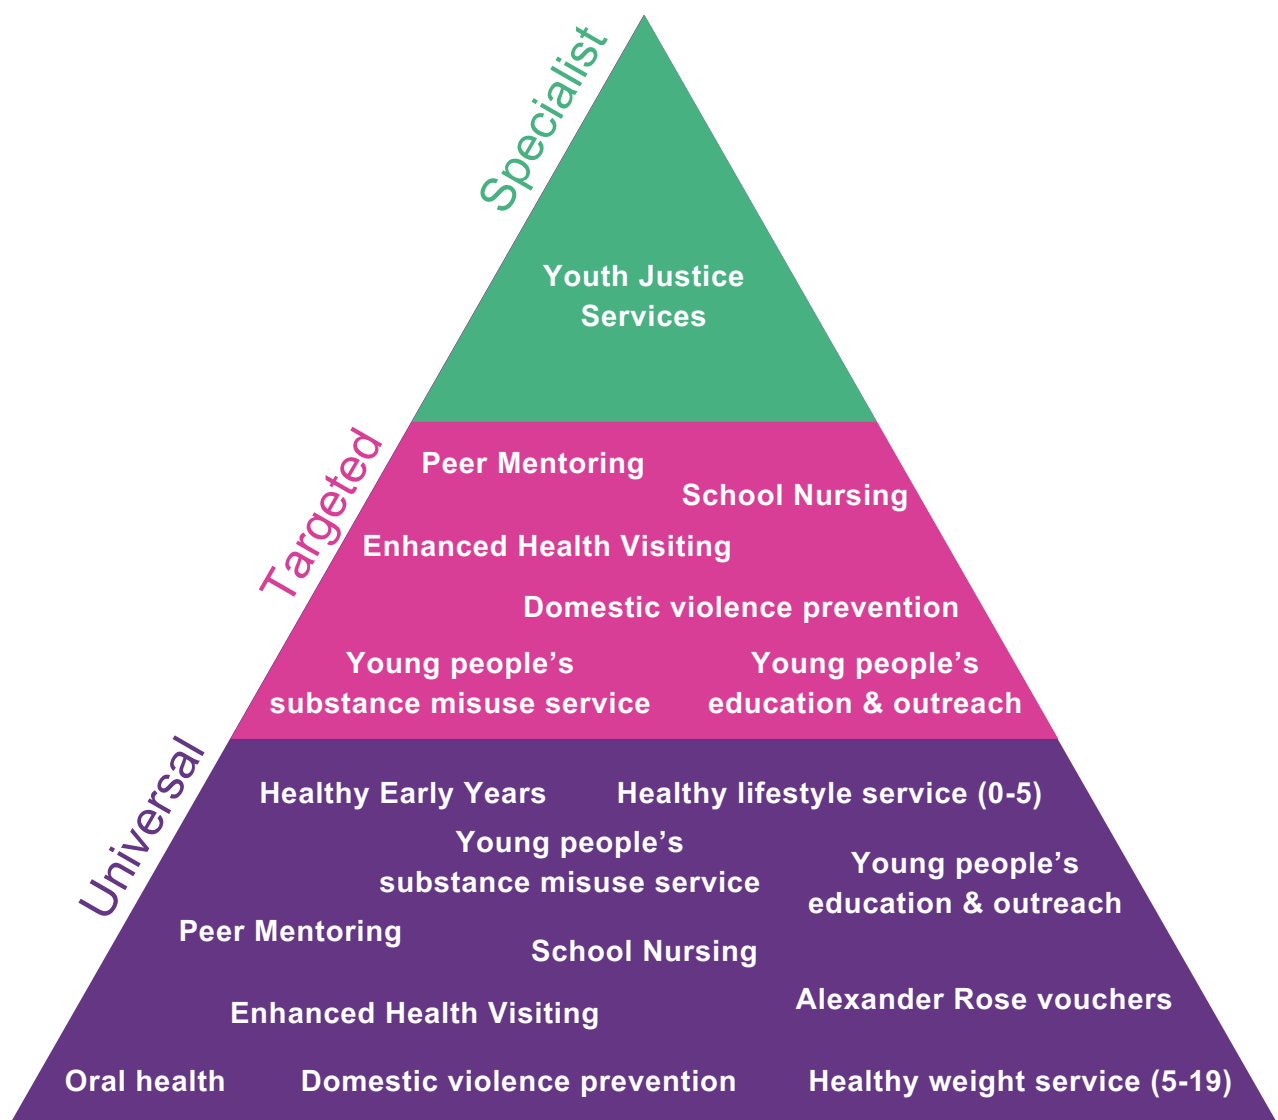 Specialist
Youth Justice
Services
Targeted
Peer Mentoring
School Nursing
Enhanced Health Visiting
Domestic violence prevention
Young people’s
substance misuse service
Young people’s
education & outreach
Universal
Healthy Early Years
Healthy lifestyle service (0-5)
Young people’s
substance misuse service
Young people’s
education & outreach
Peer Mentoring
School Nursing
Enhanced Health Visiting
Alexander Rose vouchers
Oral health
Domestic violence prevention
Healthy weight service (5-19)